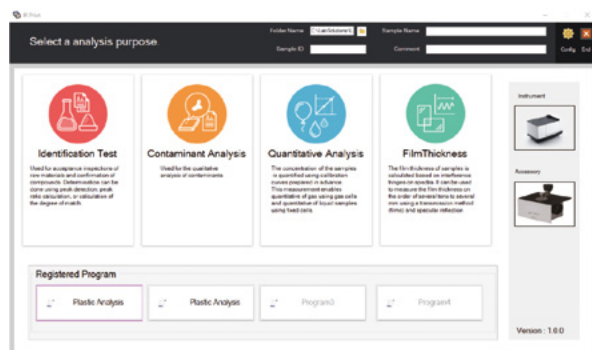 IR Pilot
Select a analysis purpose.
Folder Name
Sample Name
Sample ID
Comment
Config
End
Identification Test
Used for acceptance inspections of
raw materials and confirmation of
compounds. Determination can be
done using peak detection, peak
ratio calculation, or calculation of
the degree of match.
Contaminant Analysis
Used for the qualitative
analysis of contaminants
Quantitative Analysis
The concentration of the samples
is quantified using calibration
curves prepared in advance.
This measurement enables
quantitative of gas using gas cells
and quantitative of liquid samples
using fixed cells.
FilmThickness
The film thickness of samples is
calculated based on interference
fringes on spectra. It can be used
to measure the film thickness on
the order of several tens to several
mm using a transmission method
(films) and specular reflection
Instrument
Accessory
Registered Program
Plastic Analysis
Plastic Analysis
Program3
Program4
Version : 1.0.0